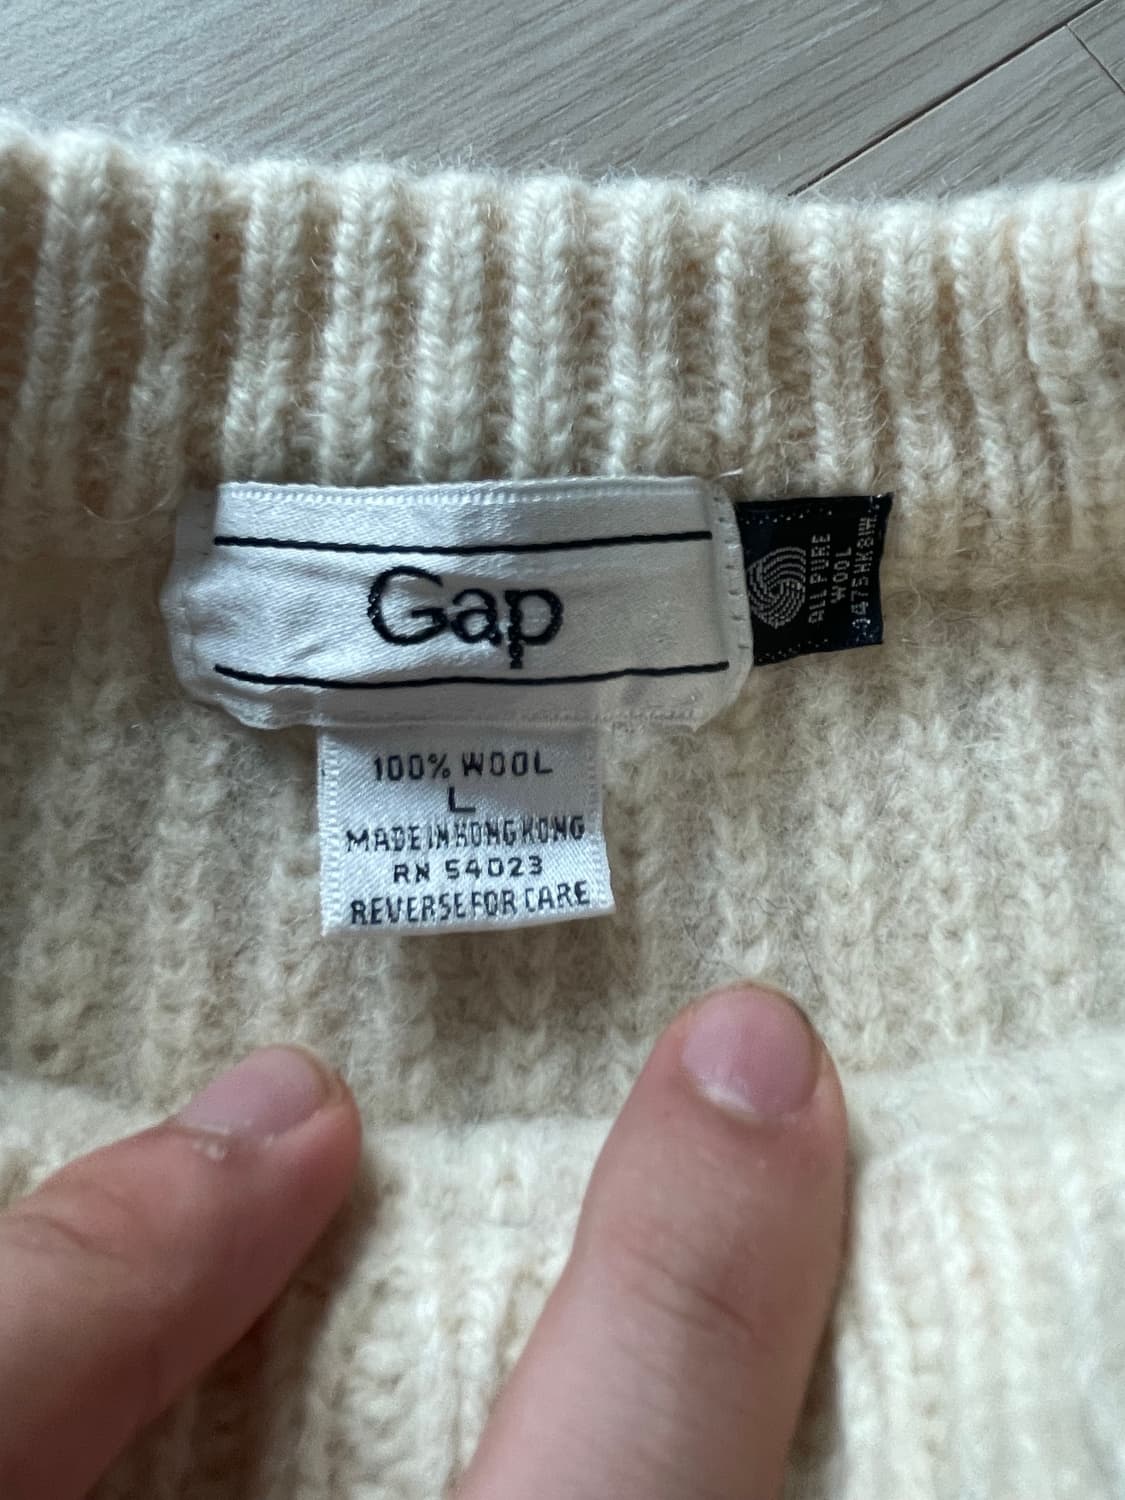 Gap
100% WOOL
L
MADE IN HONG KONG
RN 54023
REVERSE FOR CARE
ALL PURE
WOOL